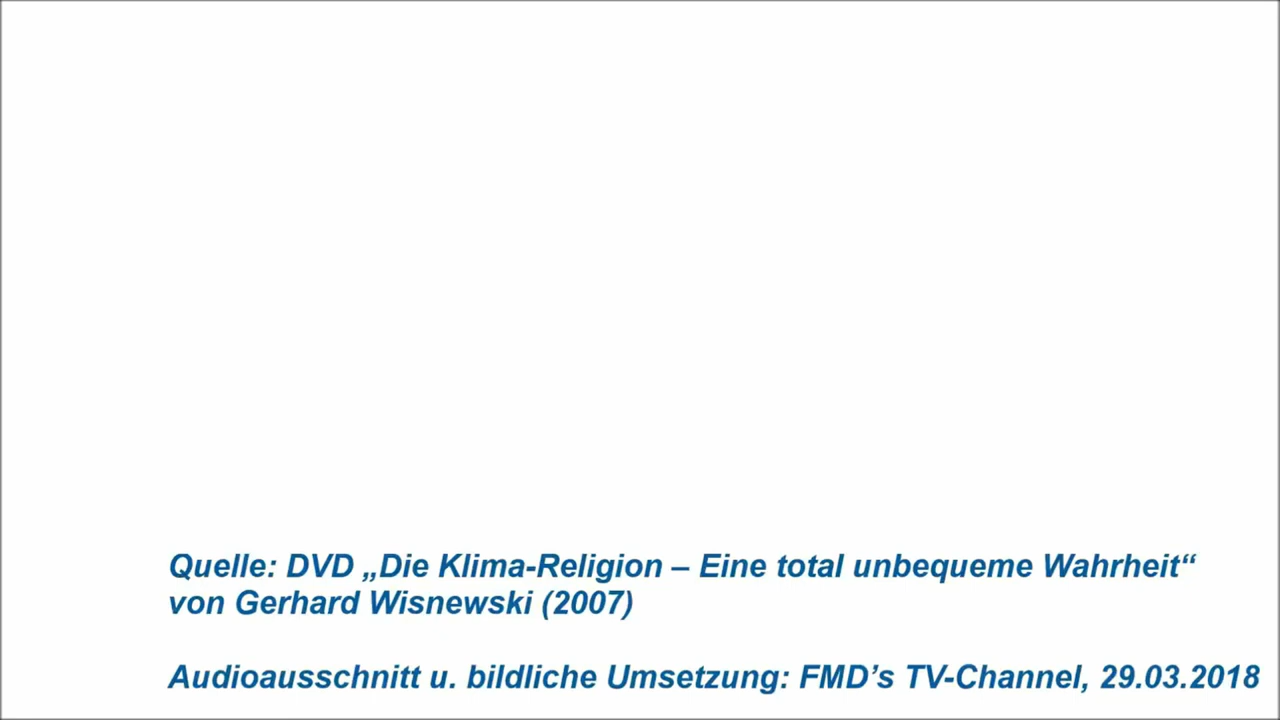 Quelle: DVD „Die Klima-Religion – Eine total unbequeme Wahrheit“
von Gerhard Wisnewski (2007)
Audioausschnitt u. bildliche Umsetzung: FMD’s TV-Channel, 29.03.2018